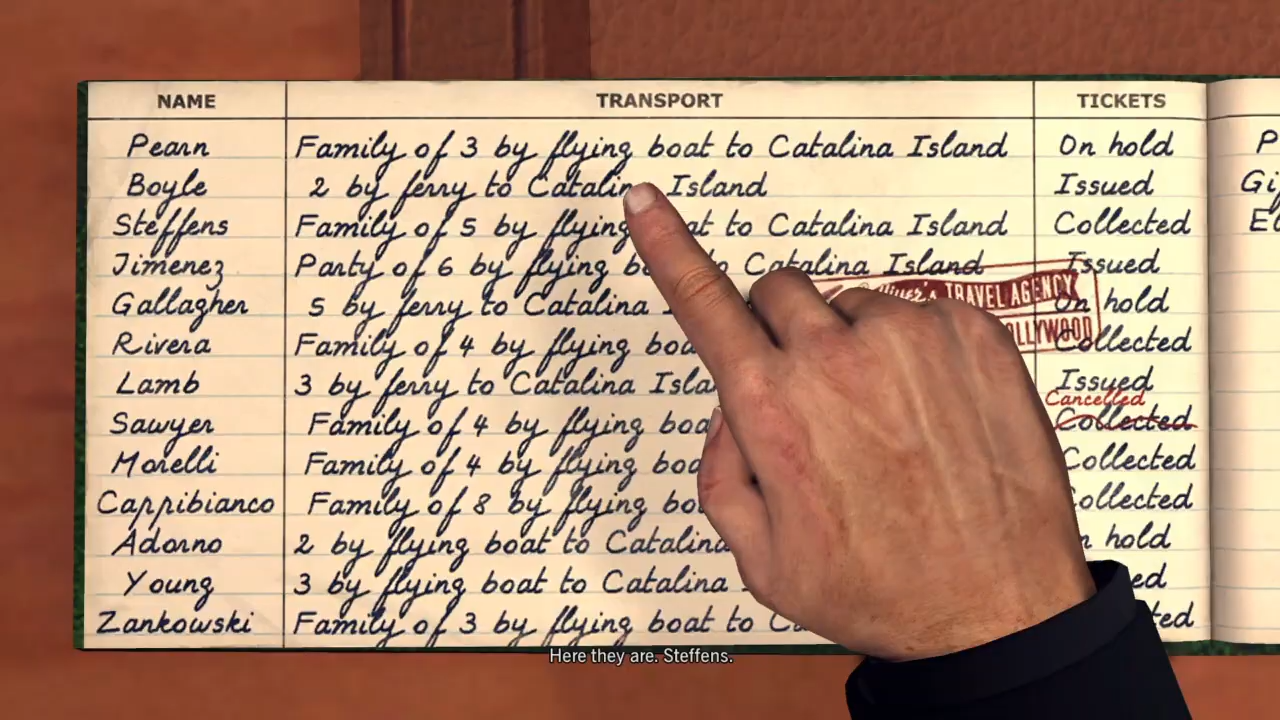 NAME TRANSPORT TICKETS
Pearn Family of 3 by flying boat to Catalina Island On hold
Boyle 2 by ferry to Catalina Island Issued
Steffens Family of 5 by flying boat to Catalina Island Collected
Jimenez Party of 6 by flying to Catalina Island Issued
TRAVEL AGENCY
Gallagher 5 by ferry to Catalina On hold
HOLLYWOOD
Rivera Family of 4 by flying Collected
Lamb 3 by ferry to Catalina Issued
Cancelled
Sawyer Family of 4 by flying Collected
Morelli Family of 4 by flying Collected
Cappibianco Family of 8 by flying Collected
Adorno 2 by flying boat to Catalina hold
Young 3 by flying boat to Catalina
Zankowski Family of 3 by flying boat to
Here they are. Steffens.